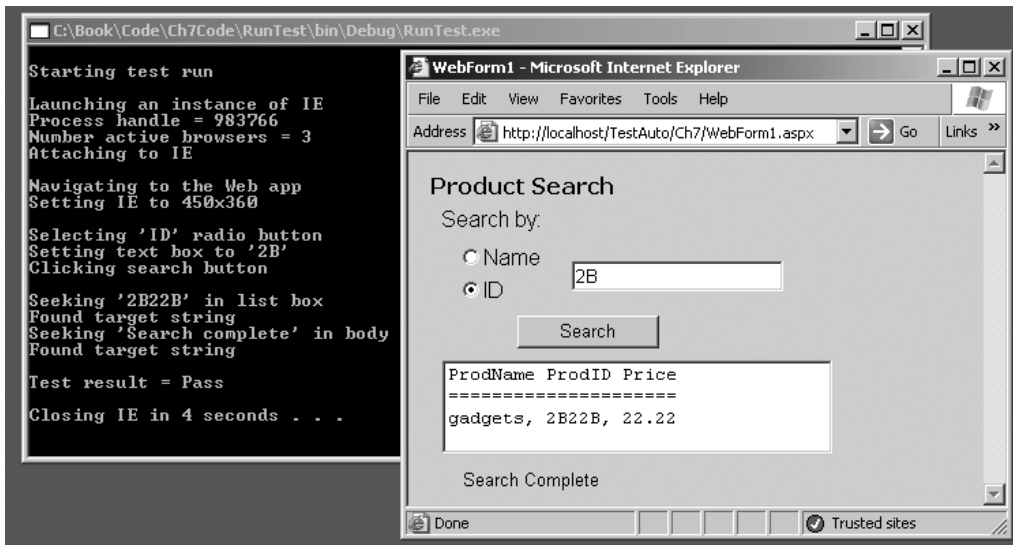 C:\Book\Code\Ch7Code\RunTest\bin\Debug\RunTest.exe
Starting test run
Launching an instance of IE
Process handle = 983766
Number active browsers = 3
Attaching to IE
Navigating to the Web app
Setting IE to 450x360
Selecting 'ID' radio button
Setting text box to '2B'
Clicking search button
Seeking '2B22B' in list box
Found target string
Seeking 'Search complete' in body
Found target string
Test result = Pass
Closing IE in 4 seconds . . .
WebForm1 - Microsoft Internet Explorer
File Edit View Favorites Tools Help
Address http://localhost/TestAuto/Ch7/WebForm1.aspx Go Links »
Product Search
Search by:
Name
2B
ID
Search
ProdName ProdID Price
======================
gadgets, 2B22B, 22.22
Search Complete
Done Trusted sites